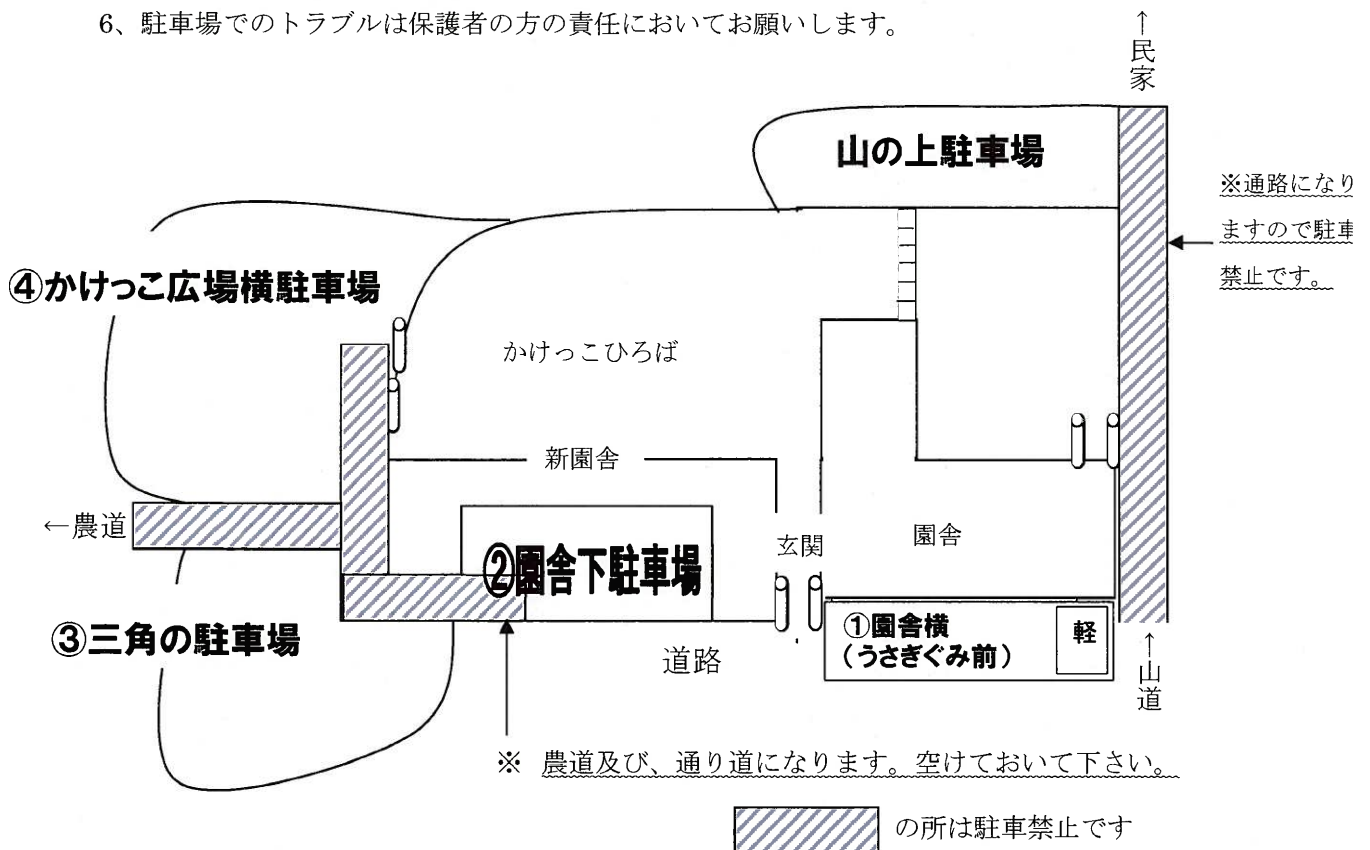 6、駐車場でのトラブルは保護者の方の責任においてお願いします。
↑民家
山の上駐車場
※通路になり
ますので駐車
禁止です。
④かけっこ広場横駐車場
かけっこひろば
新園舎
←農道
②園舎下駐車場
玄関
園舎
③三角の駐車場
道路
①園舎横
(うさぎぐみ前)
軽
↑山道
※ 農道及び、通り道になります。空けておいて下さい。
の所は駐車禁止です